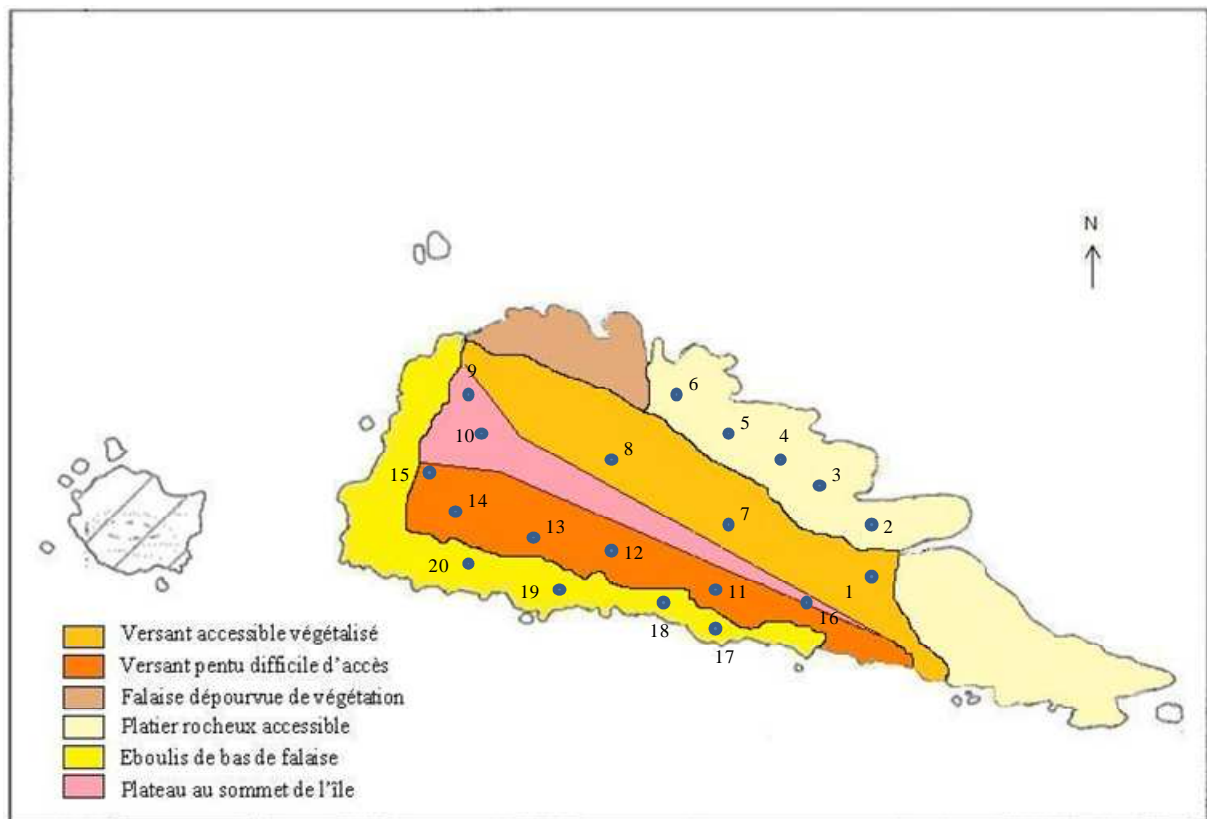 N
9
6
10
5
4
8
3
15
14
7
2
13
12
20
19
11
1
16
18
17
Versant accessible végétalisé
Versant pentu difficile d'accès
Falaise dépourvue de végétation
Platier rocheux accessible
Eboulis de bas de falaise
Plateau au sommet de l'île